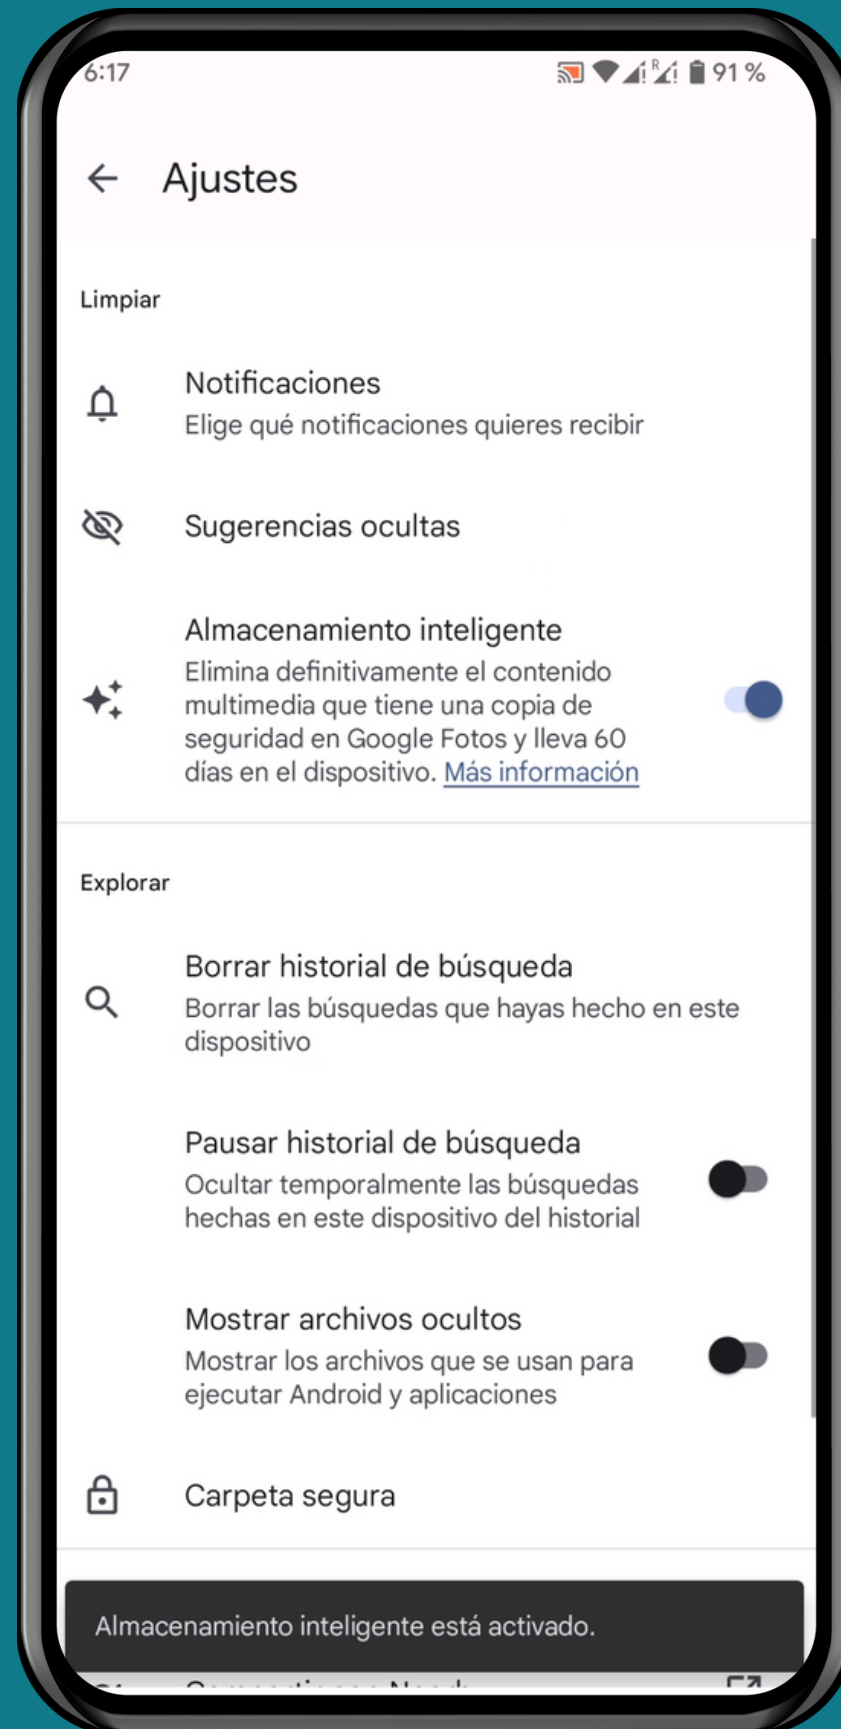 6:17
R
91 %
Ajustes
Limpiar
Notificaciones
Elige qué notificaciones quieres recibir
Sugerencias ocultas
Almacenamiento inteligente
Elimina definitivamente el contenido
multimedia que tiene una copia de
seguridad en Google Fotos y lleva 60
días en el dispositivo. Más información
Explorar
Borrar historial de búsqueda
Borrar las búsquedas que hayas hecho en este
dispositivo
Pausar historial de búsqueda
Ocultar temporalmente las búsquedas
hechas en este dispositivo del historial
Mostrar archivos ocultos
Mostrar los archivos que se usan para
ejecutar Android y aplicaciones
Carpeta segura
Almacenamiento inteligente está activado.